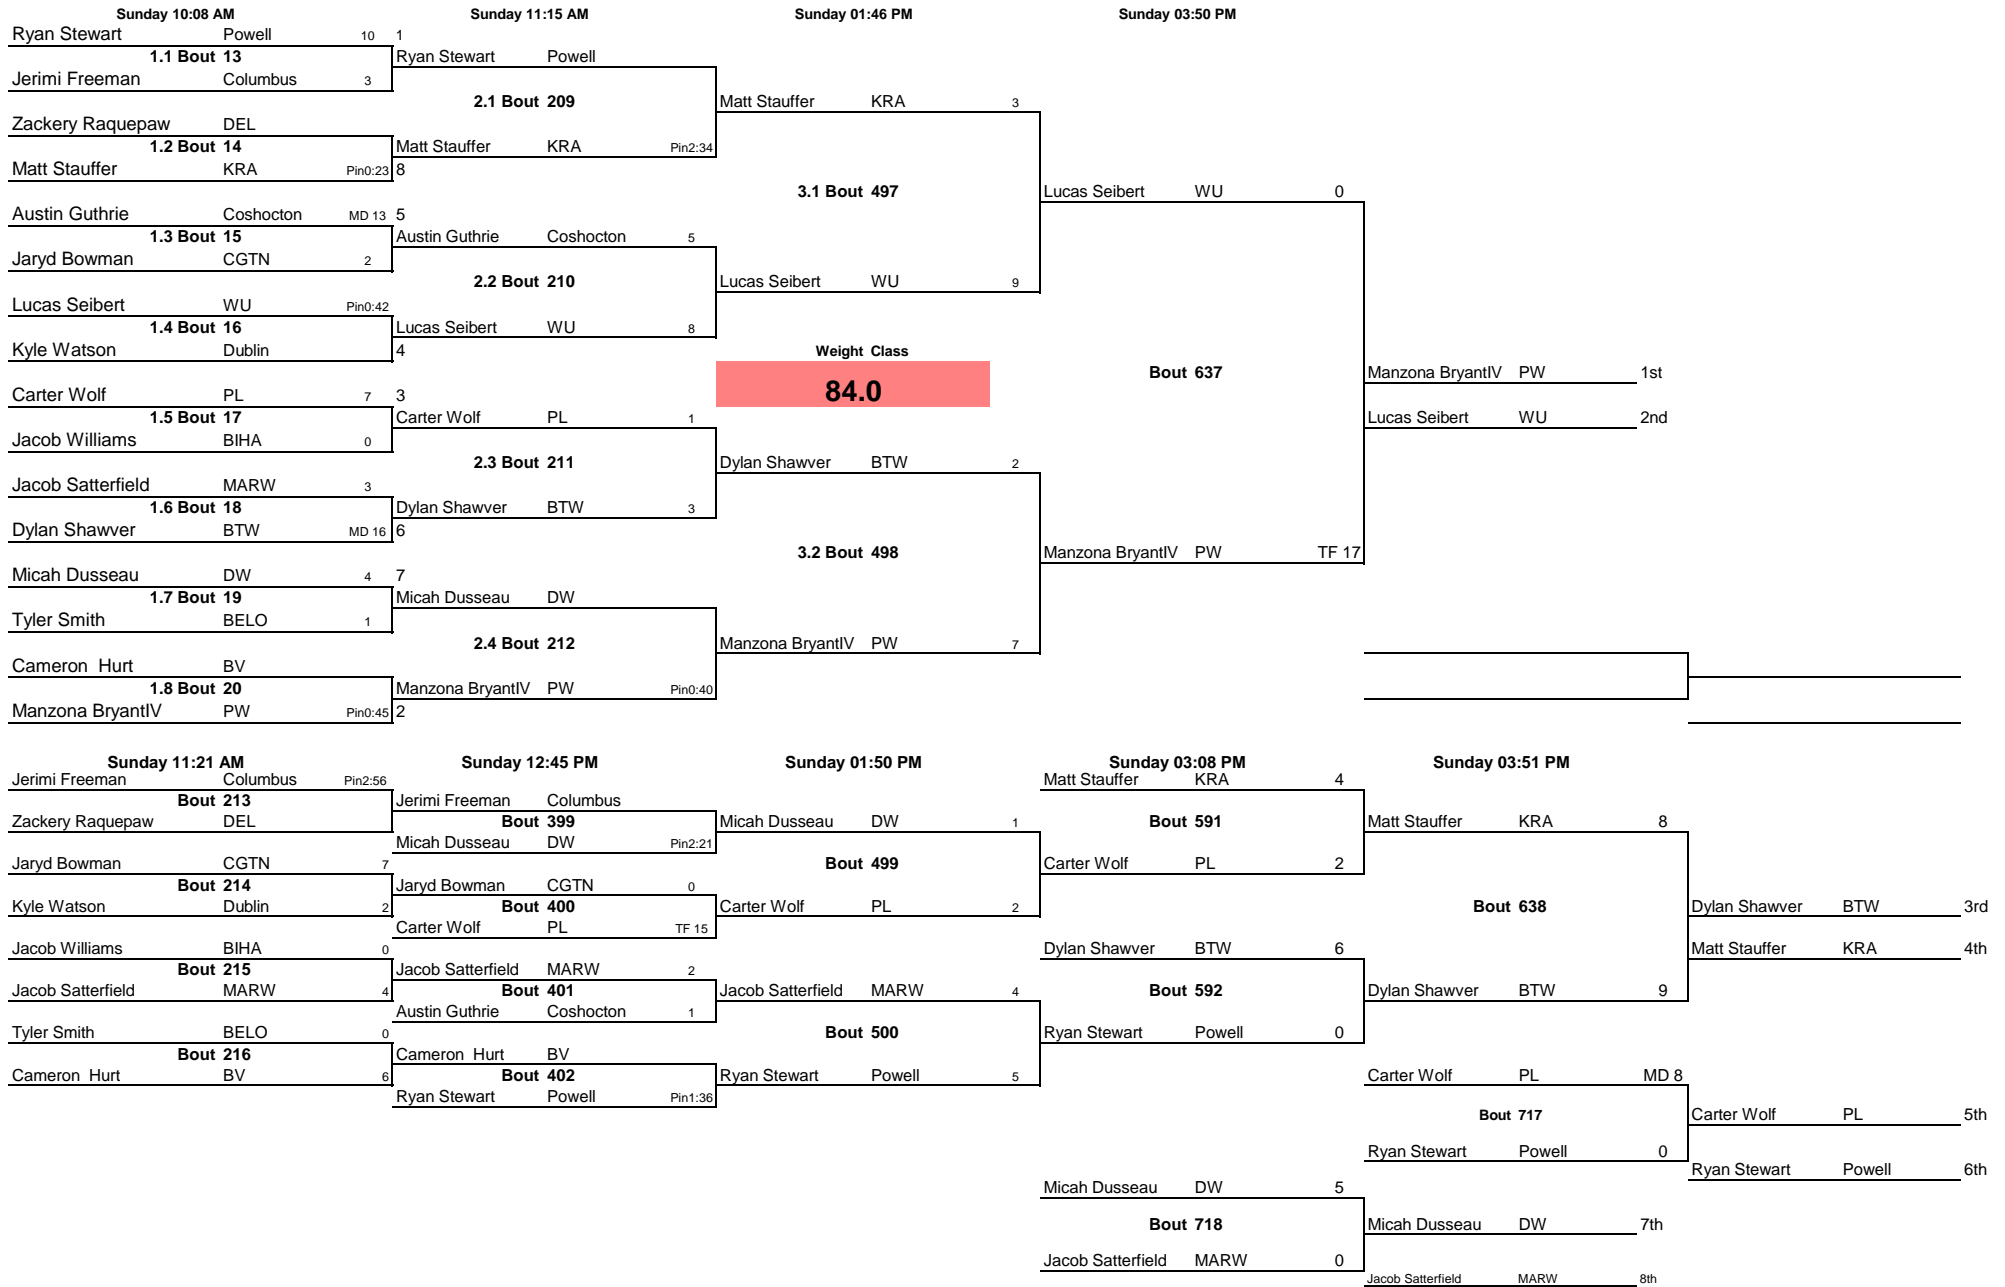 Sunday 10:08 AM Sunday 11:15 AM Sunday 01:46 PM Sunday 03:50 PM
Ryan Stewart Powell 10 1
1.1 Bout 13 Ryan Stewart Powell
Jerimi Freeman Columbus 3
2.1 Bout 209 Matt Stauffer KRA 3
Zackery Raquepaw DEL
1.2 Bout 14 Matt Stauffer KRA Pin2:34
Matt Stauffer KRA Pin0:23 8
3.1 Bout 497 Lucas Seibert WU 0
Austin Guthrie Coshocton MD 13 5
1.3 Bout 15 Austin Guthrie Coshocton 5
Jaryd Bowman CGTN 2
2.2 Bout 210 Lucas Seibert WU 9
Lucas Seibert WU Pin0:42
1.4 Bout 16 Lucas Seibert WU 8
Kyle Watson Dublin 4 Weight Class
Bout 637 Manzona BryantIV PW 1st
Carter Wolf PL 7 3 84.0
1.5 Bout 17 Carter Wolf PL 1 Lucas Seibert WU 2nd
Jacob Williams BIHA 0
2.3 Bout 211 Dylan Shawver BTW 2
Jacob Satterfield MARW 3
1.6 Bout 18 Dylan Shawver BTW 3
Dylan Shawver BTW MD 16 6
3.2 Bout 498 Manzona BryantIV PW TF 17
Micah Dusseau DW 4 7
1.7 Bout 19 Micah Dusseau DW
Tyler Smith BELO 1
2.4 Bout 212 Manzona BryantIV PW 7
Cameron Hurt BV
1.8 Bout 20 Manzona BryantIV PW Pin0:40
Manzona BryantIV PW Pin0:45 2
Sunday 11:21 AM Sunday 12:45 PM Sunday 01:50 PM Sunday 03:08 PM Sunday 03:51 PM
Jerimi Freeman Columbus Pin2:56 Matt Stauffer KRA 4
Bout 213 Jerimi Freeman Columbus
Zackery Raquepaw DEL Bout 399 Micah Dusseau DW 1 Bout 591 Matt Stauffer KRA 8
Micah Dusseau DW Pin2:21
Jaryd Bowman CGTN 7 Bout 499 Carter Wolf PL 2
Bout 214 Jaryd Bowman CGTN 0
Kyle Watson Dublin 2 Bout 400 Carter Wolf PL 2 Bout 638 Dylan Shawver BTW 3rd
Carter Wolf PL TF 15
Jacob Williams BIHA 0 Dylan Shawver BTW 6 Matt Stauffer KRA 4th
Bout 215 Jacob Satterfield MARW 2
Jacob Satterfield MARW 4 Bout 401 Jacob Satterfield MARW 4 Bout 592 Dylan Shawver BTW 9
Austin Guthrie Coshocton 1
Tyler Smith BELO 0 Bout 500 Ryan Stewart Powell 0
Bout 216 Cameron Hurt BV
Cameron Hurt BV 6 Bout 402 Ryan Stewart Powell 5 Carter Wolf PL MD 8
Ryan Stewart Powell Pin1:36
Bout 717 Carter Wolf PL 5th
Ryan Stewart Powell 0
Ryan Stewart Powell 6th
Micah Dusseau DW 5
Bout 718 Micah Dusseau DW 7th
Jacob Satterfield MARW 0
Jacob Satterfield MARW 8th